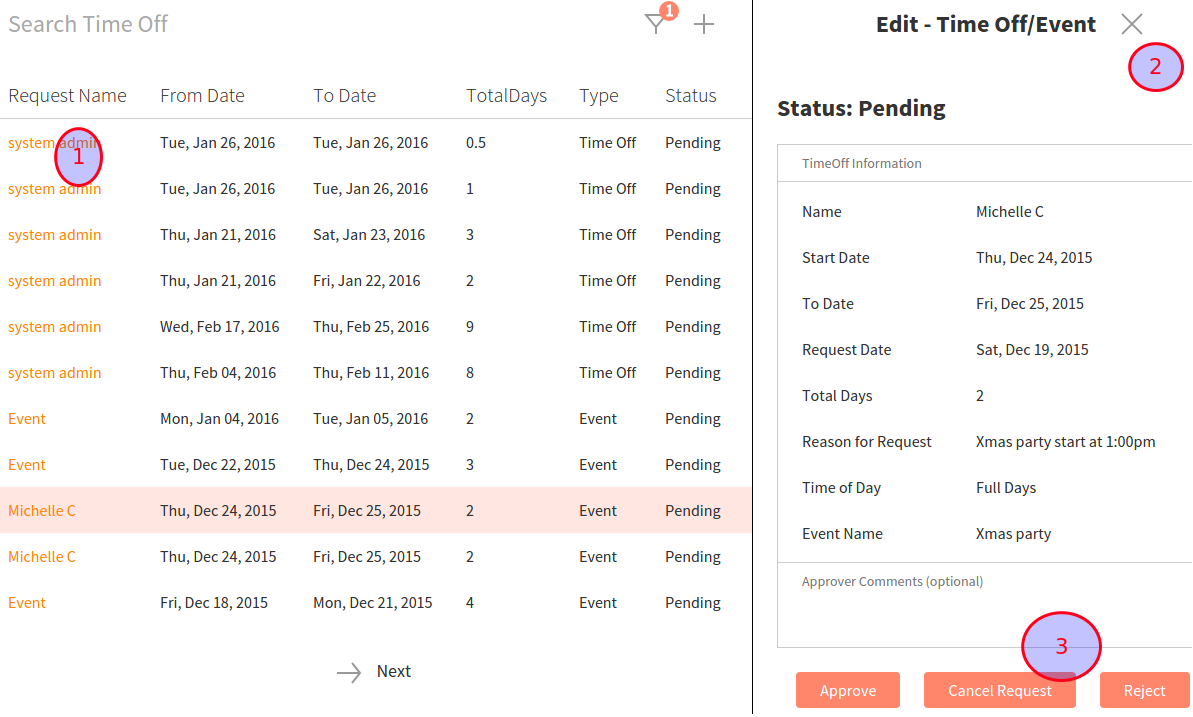 Search Time Off
1
Request Name From Date To Date TotalDays Type Status
system admin Tue, Jan 26, 2016 Tue, Jan 26, 2016 0.5 Time Off Pending
1
system admin Tue, Jan 26, 2016 Tue, Jan 26, 2016 1 Time Off Pending
system admin Thu, Jan 21, 2016 Sat, Jan 23, 2016 3 Time Off Pending
system admin Thu, Jan 21, 2016 Fri, Jan 22, 2016 2 Time Off Pending
system admin Wed, Feb 17, 2016 Thu, Feb 25, 2016 9 Time Off Pending
system admin Thu, Feb 04, 2016 Thu, Feb 11, 2016 8 Time Off Pending
Event Mon, Jan 04, 2016 Tue, Jan 05, 2016 2 Event Pending
Event Tue, Dec 22, 2015 Thu, Dec 24, 2015 3 Event Pending
Michelle C Thu, Dec 24, 2015 Fri, Dec 25, 2015 2 Event Pending
Michelle C Thu, Dec 24, 2015 Fri, Dec 25, 2015 2 Event Pending
Event Fri, Dec 18, 2015 Mon, Dec 21, 2015 4 Event Pending
Next
Edit - Time Off/Event
2
Status: Pending
TimeOff Information
Name Michelle C
Start Date Thu, Dec 24, 2015
To Date Fri, Dec 25, 2015
Request Date Sat, Dec 19, 2015
Total Days 2
Reason for Request Xmas party start at 1:00pm
Time of Day Full Days
Event Name Xmas party
Approver Comments (optional)
3
Approve Cancel Request Reject